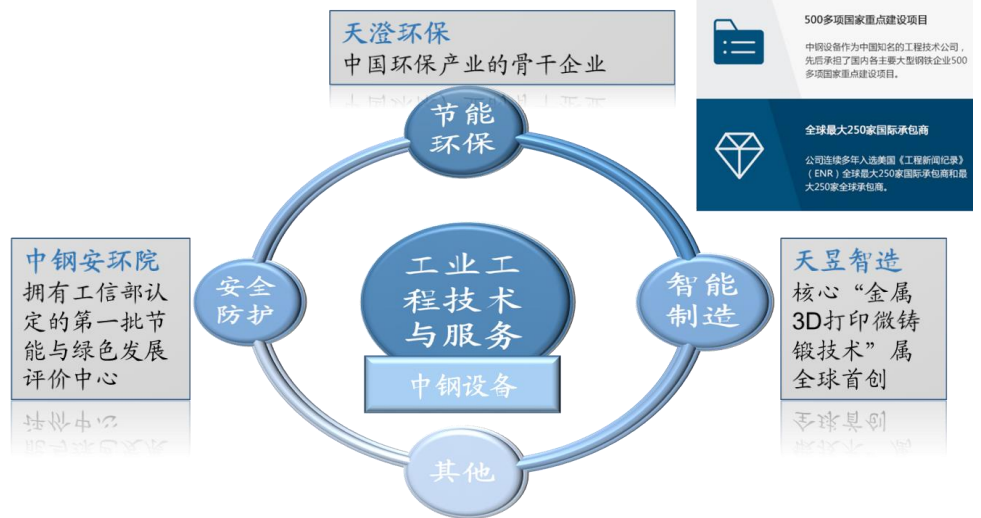 天澄环保
中国环保产业的骨干企业
500多项国家重点建设项目
中钢设备作为中国知名的工程技术公司，
先后承担了国内各主要大型钢铁企业500
多项国家重点建设项目。
全球最大250家国际承包商
公司连续多年入选美国《工程新闻纪录》
（ENR）全球最大250家国际承包商和最
大250家全球承包商。
节能
环保
中钢安环院
拥有工信部认
定的第一批节
能与绿色发展
评价中心
安全
防护
工业工
程技术
与服务
中钢设备
智能
制造
天昱智造
核心“金属
3D打印微铸
锻技术”属
全球首创
其他